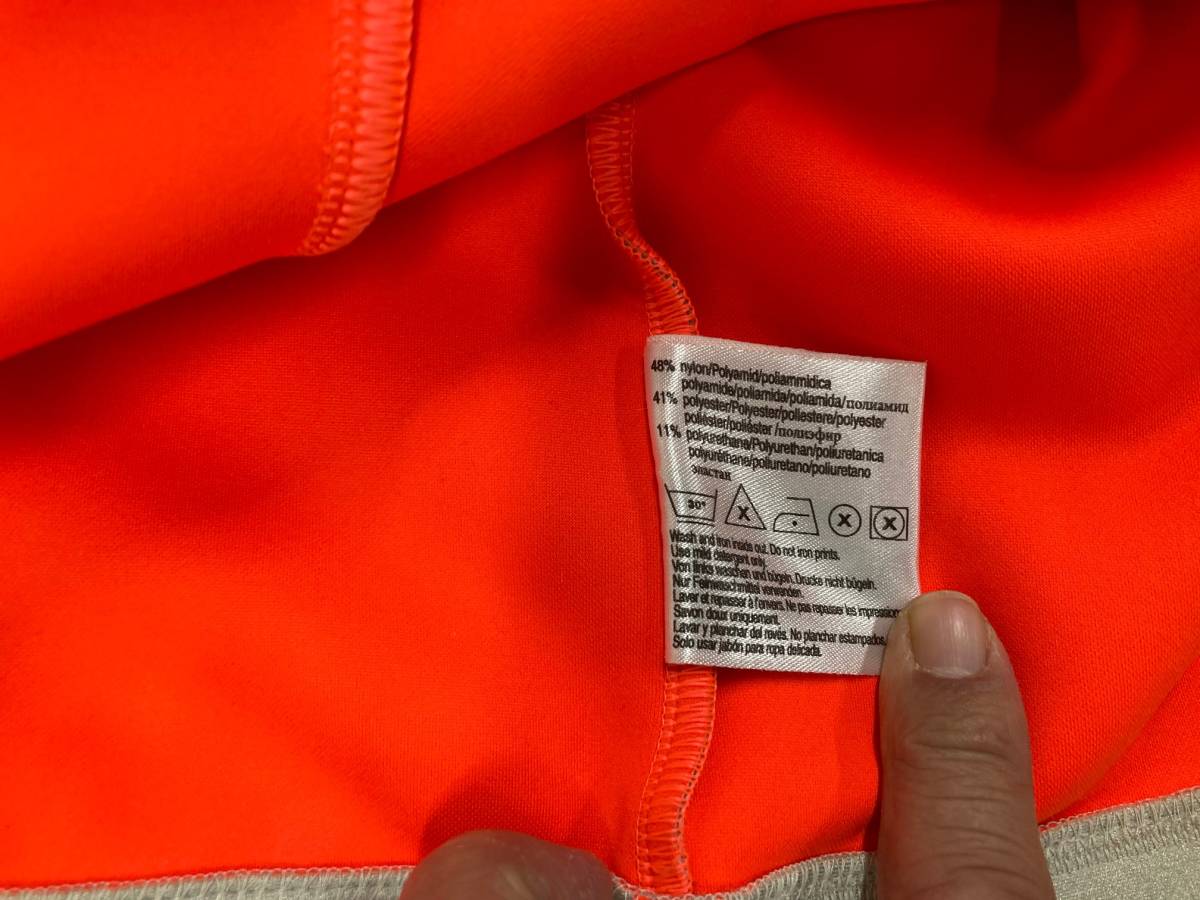 48% nylon/Polyamid/poliammidica
polyamide/poliamida/poliamida/полиамид
41% polyester/Polyester/poliestere/polyester
poliéster/poliéster /полиэфир
11% polyurethane/Polyurethan/poliuretanica
polyuréthane/poliuretano/poliuretano
эластан
30° X X X
Wash and iron inside out. Do not iron prints.
Use mild detergent only.
Von links waschen und bügeln. Drucke nicht bügeln.
Nur Feinwaschmittel verwenden.
Laver et repasser à l'envers. Ne pas repasser les impression
Savon doux uniquement.
Lavar y planchar del revés. No planchar estampados.
Solo usar jabón para ropa delicada.